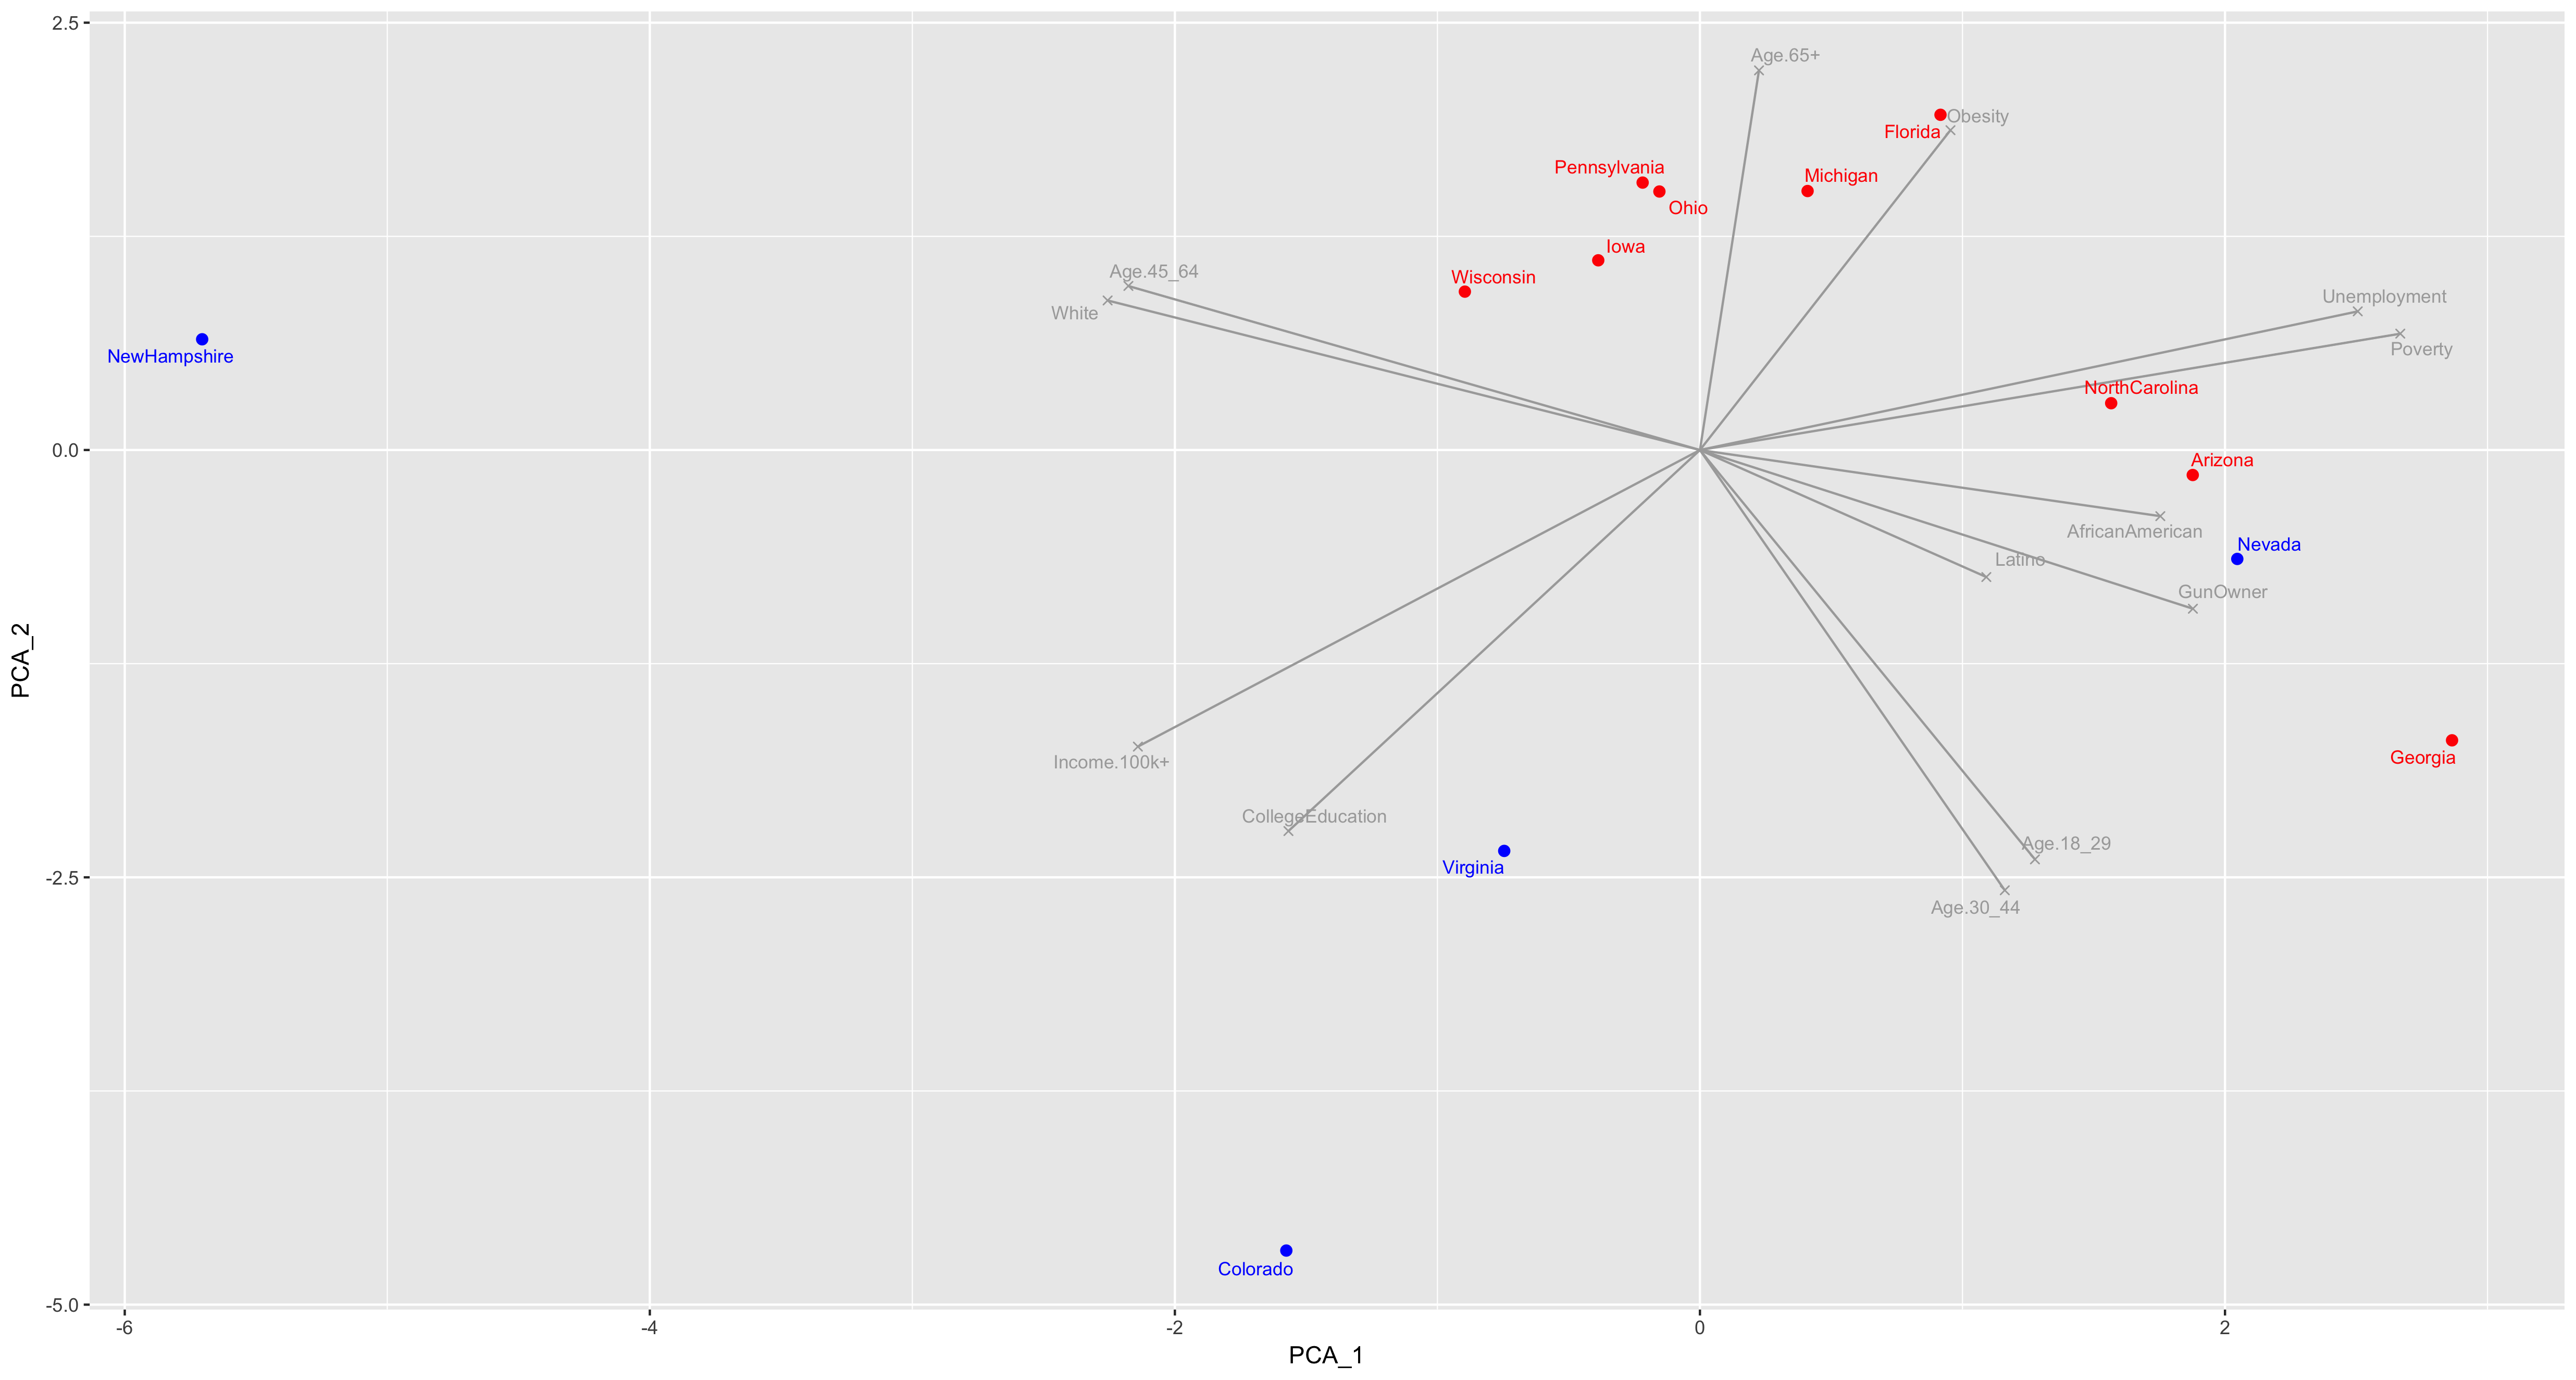 2.5
Age.65+
Obesity
Florida
Pennsylvania
Michigan
Ohio
Iowa
Age.45_64
Wisconsin
White
Unemployment
NewHampshire
Poverty
NorthCarolina
0.0
Arizona
AfricanAmerican
Nevada
Latino
GunOwner
PCA_2
Income.100k+
Georgia
CollegeEducation
Age.18_29
Virginia
-2.5
Age.30_44
Colorado
-5.0
-6 -4 -2 0 2
PCA_1